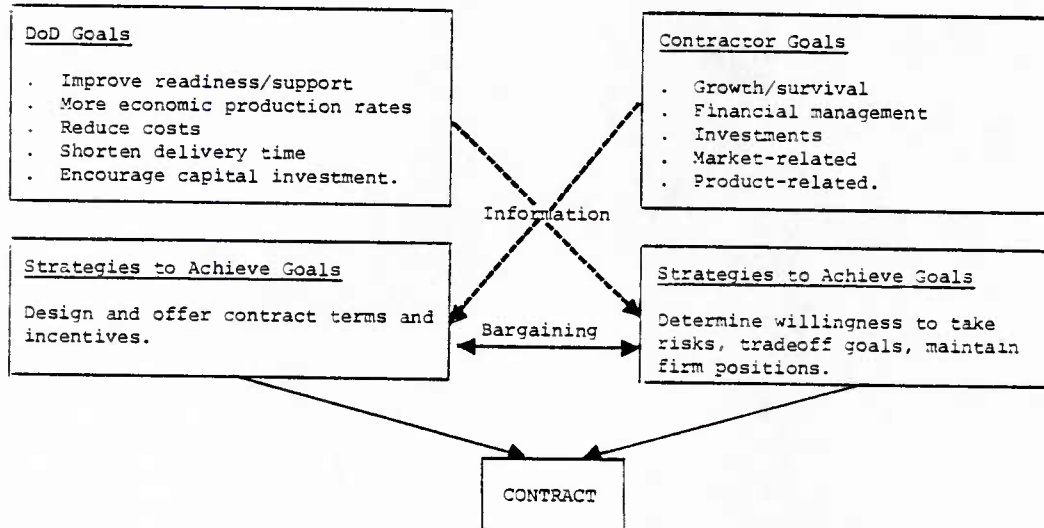 DoD Goals
. Improve readiness/support
. More economic production rates
. Reduce costs
. Shorten delivery time
. Encourage capital investment.
Contractor Goals
. Growth/survival
. Financial management
. Investments
. Market-related
. Product-related.
Information
Strategies to Achieve Goals
Design and offer contract terms and
incentives.
Bargaining
Strategies to Achieve Goals
Determine willingness to take
risks, tradeoff goals, maintain
firm positions.
CONTRACT